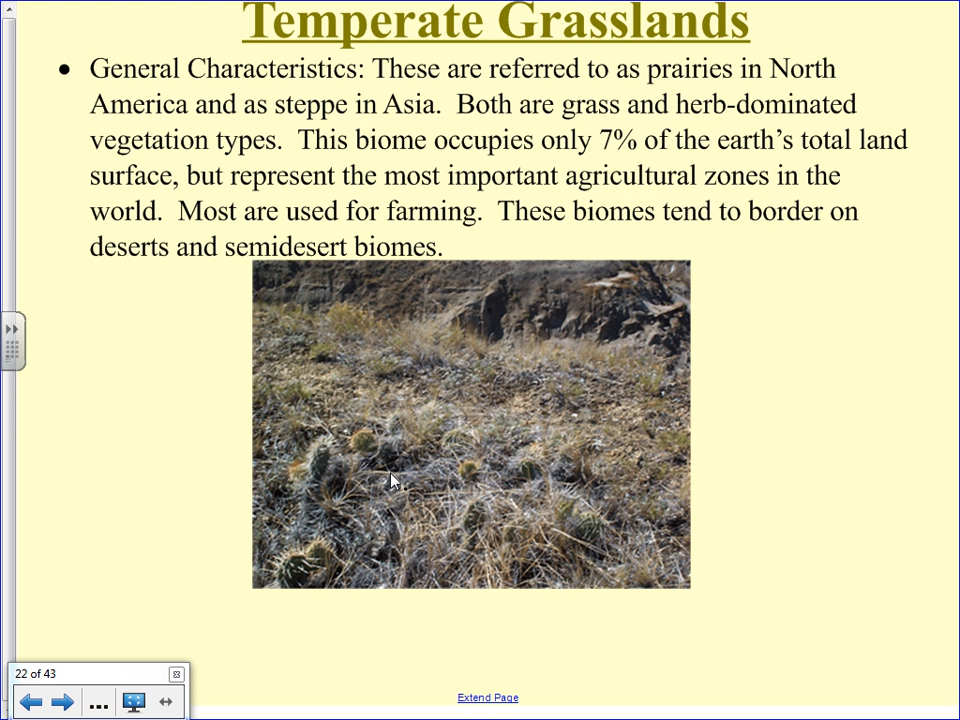 Temperate Grasslands
• General Characteristics: These are referred to as prairies in North
America and as steppe in Asia.  Both are grass and herb-dominated
vegetation types.  This biome occupies only 7% of the earth’s total land
surface, but represent the most important agricultural zones in the
world.  Most are used for farming.  These biomes tend to border on
deserts and semidesert biomes.
22 of 43
...
Extend Page